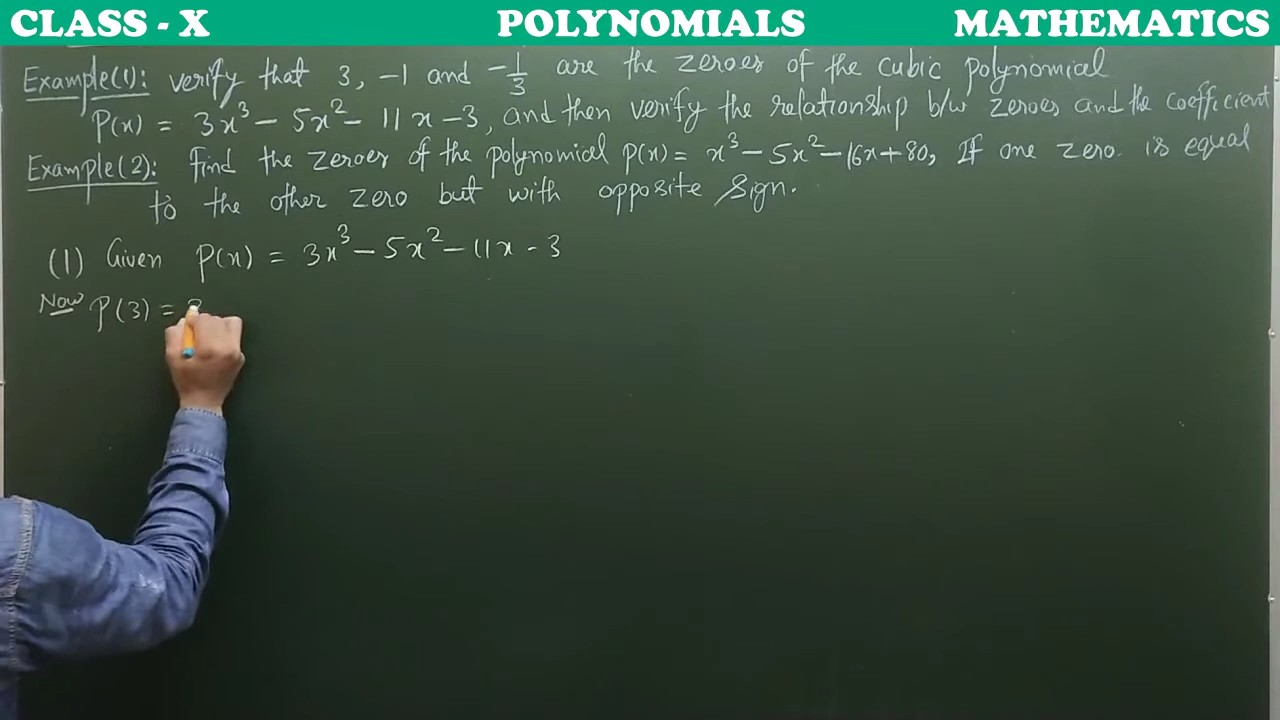 CLASS - X POLYNOMIALS MATHEMATICS
Example(1): verify that 3, -1 and -1/3 are the zeroes of the cubic polynomial
P(x) = 3x³ - 5x² - 11x - 3, and then verify the relationship b/w zeroes and the coefficient
Example(2): Find the zeroes of the polynomial P(x) = x³ - 5x² - 16x + 80, If one zero is equal
to the other zero but with opposite sign.
(1) Given P(x) = 3x³ - 5x² - 11x - 3
Now P(3) =